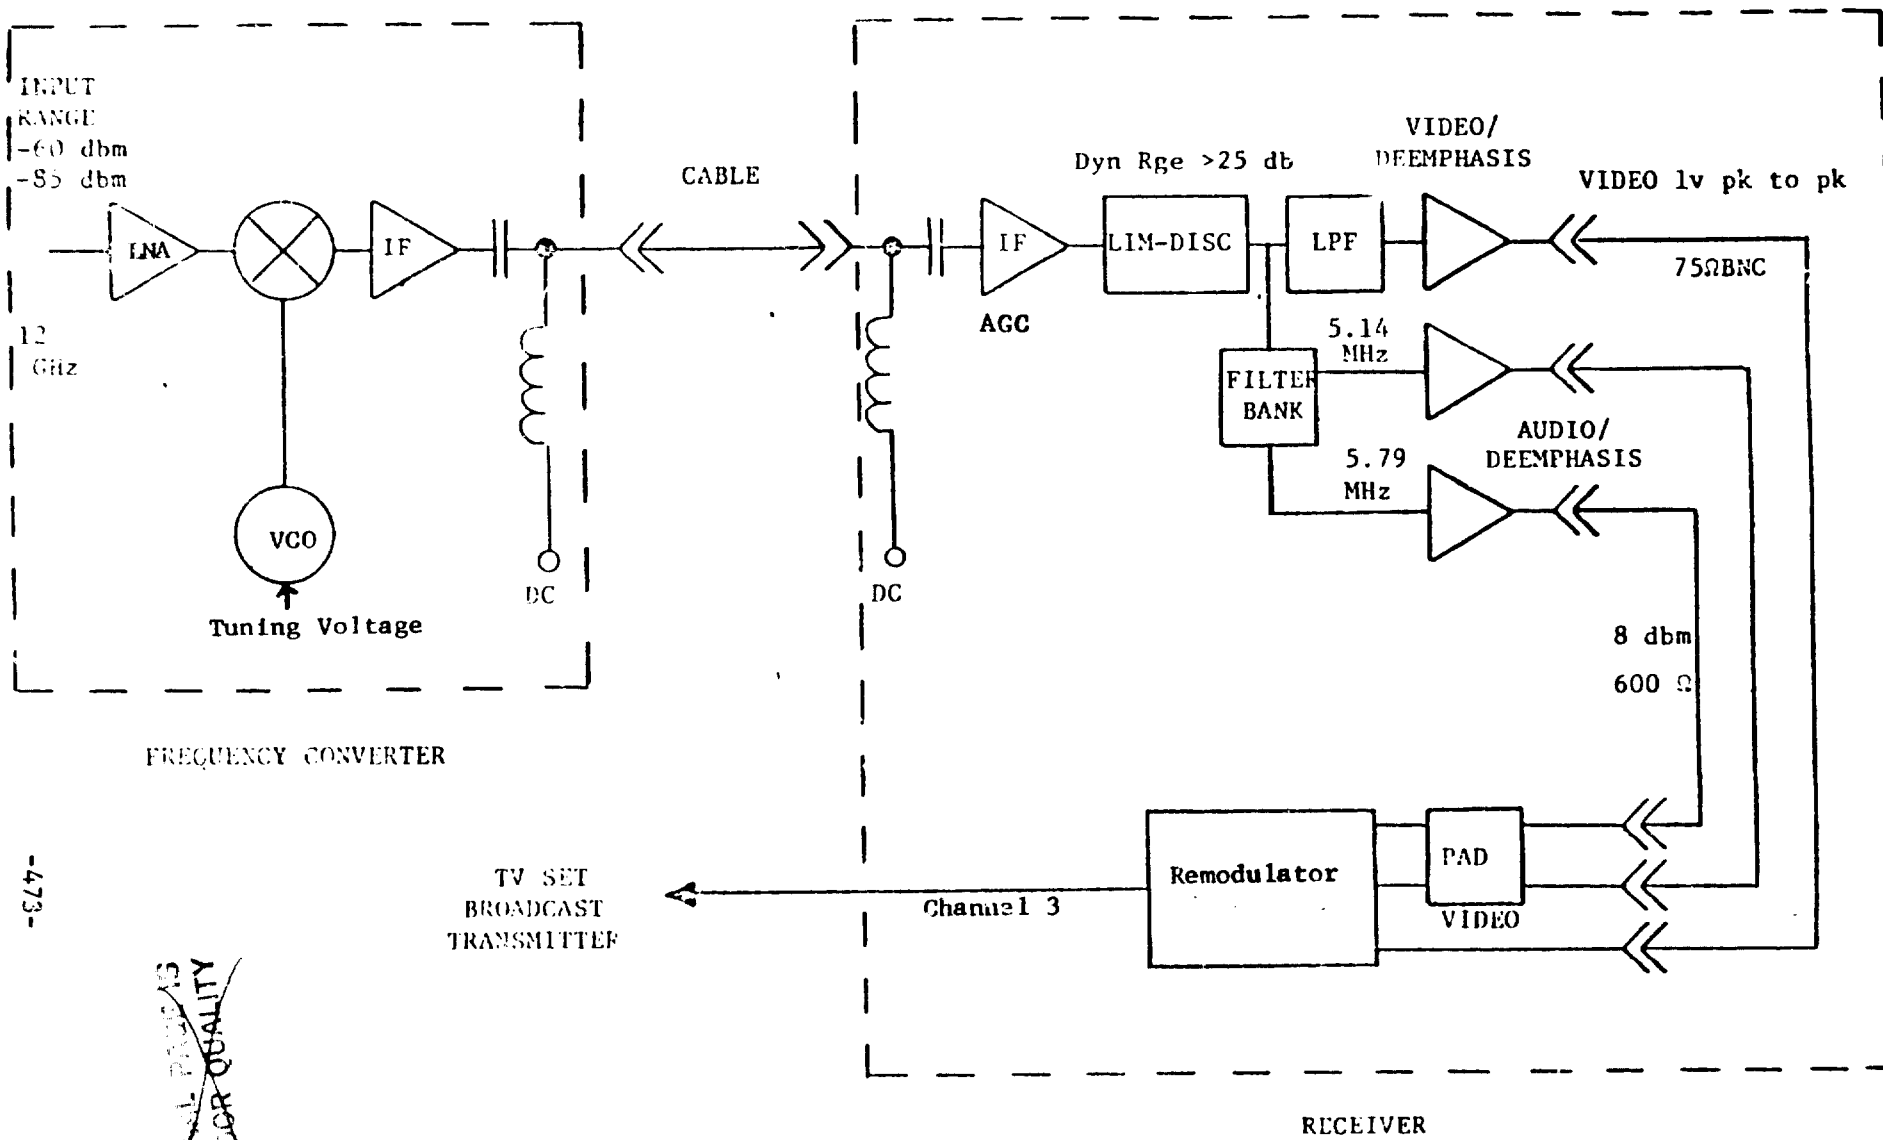 INPUT
RANGE
-60 dbm
-85 dbm
LNA
IF
12
GHz
VCO
Tuning Voltage
DC
FREQUENCY CONVERTER
CABLE
Dyn Rge >25 db
VIDEO/
DEEMPHASIS
VIDEO 1v pk to pk
IF
LIM-DISC
LPF
75ΩBNC
AGC
5.14
MHz
FILTER
BANK
AUDIO/
DEEMPHASIS
5.79
MHz
DC
8 dbm
600 Ω
Remodulator
PAD
VIDEO
Channel 3
TV SET
BROADCAST
TRANSMITTER
RECEIVER
-473-
QUALITY